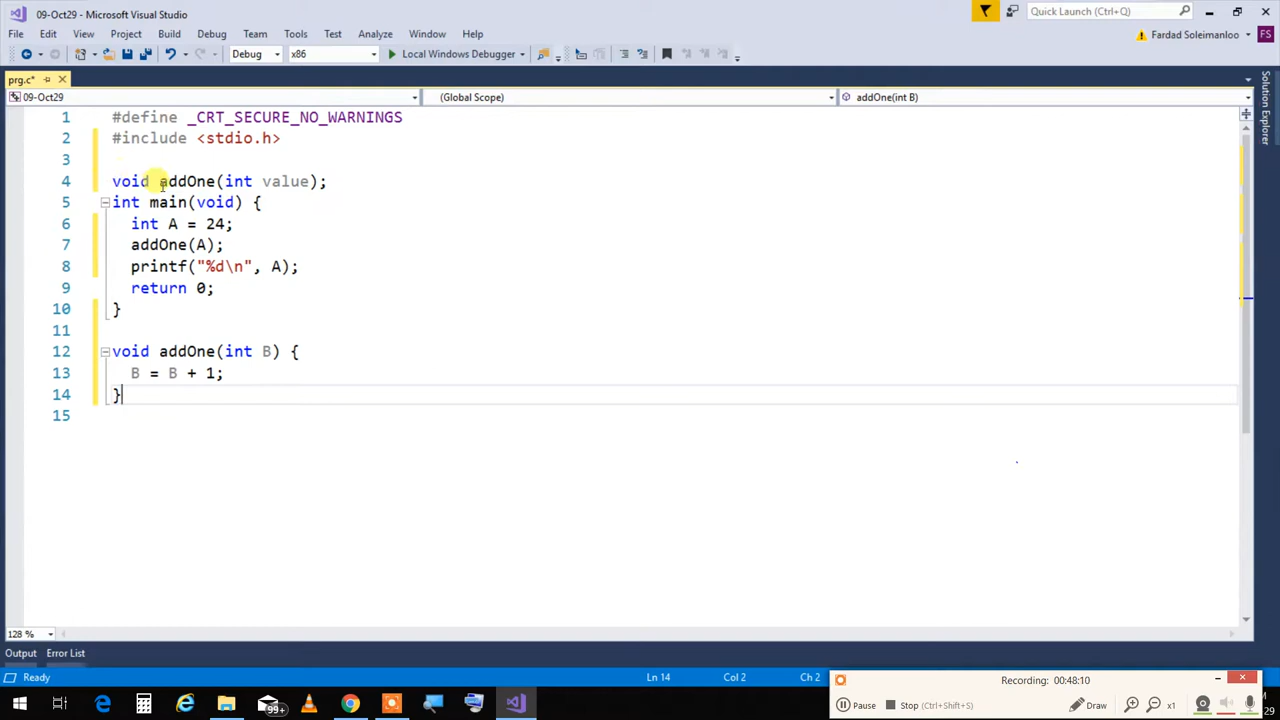 09-Oct29 - Microsoft Visual Studio
Quick Launch (Ctrl+Q)
File Edit View Project Build Debug Team Tools Test Analyze Window Help
Fardad Soleimanloo FS
Debug x86 Local Windows Debugger
prg.c*
09-Oct29 (Global Scope) addOne(int B)
Solution Explorer
1 #define _CRT_SECURE_NO_WARNINGS
2 #include <stdio.h>
3
4 void addOne(int value);
5 int main(void) {
6 int A = 24;
7 addOne(A);
8 printf("%d\n", A);
9 return 0;
10 }
11
12 void addOne(int B) {
13 B = B + 1;
14 }
15
128 %
Output Error List
Ready Ln 14 Col 2 Ch 2
Recording: 00:48:10
99+
Pause Stop (Ctrl+Shift+S) Draw x1
M
29